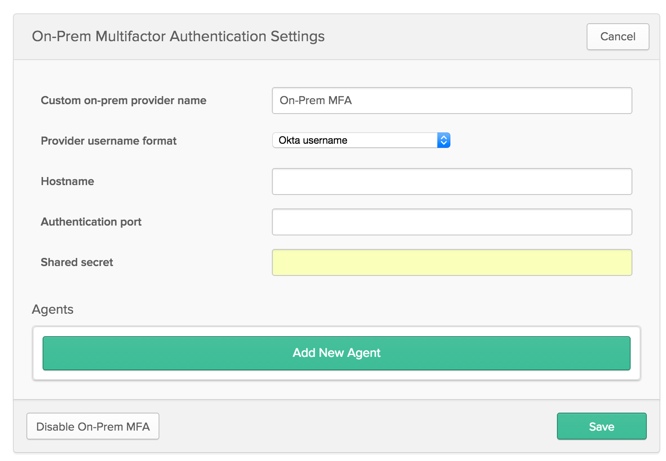 On-Prem Multifactor Authentication Settings
Cancel
Custom on-prem provider name
On-Prem MFA
Provider username format
Okta username
Hostname
Authentication port
Shared secret
Agents
Add New Agent
Disable On-Prem MFA
Save